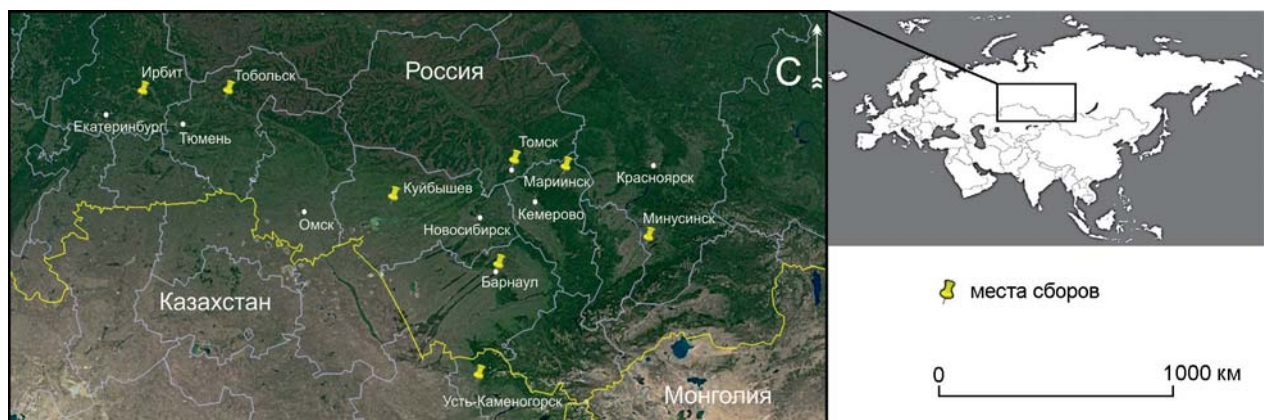 Россия
С
Ирбит
Тобольск
Екатеринбург
Тюмень
Томск
Мариинск
Красноярск
Куйбышев
Кемерово
Омск
Новосибирск
Минусинск
Барнаул
Казахстан
Усть-Каменогорск
Монголия
места сборов
0 1000 км